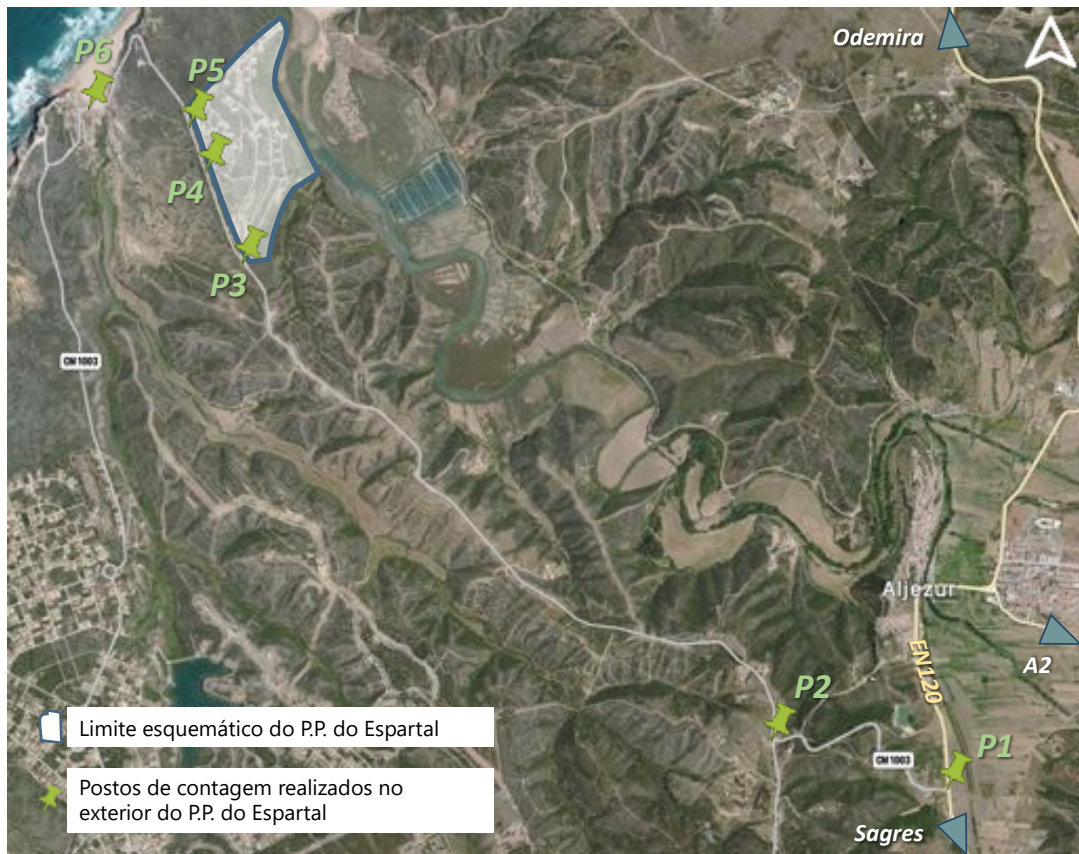 Odemira
P6
P5
P4
P3
CM 1003
Aljezur
A2
EN120
P2
P1
CM 1003
Sagres
Limite esquemático do P.P. do Espartal
Postos de contagem realizados no
exterior do P.P. do Espartal